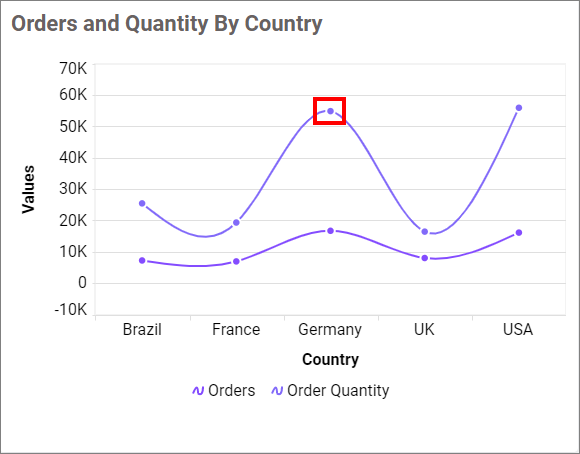 Orders and Quantity By Country
70K
60K
50K
40K
30K
20K
10K
0
-10K
Values
Brazil France Germany UK USA
Country
Orders Order Quantity